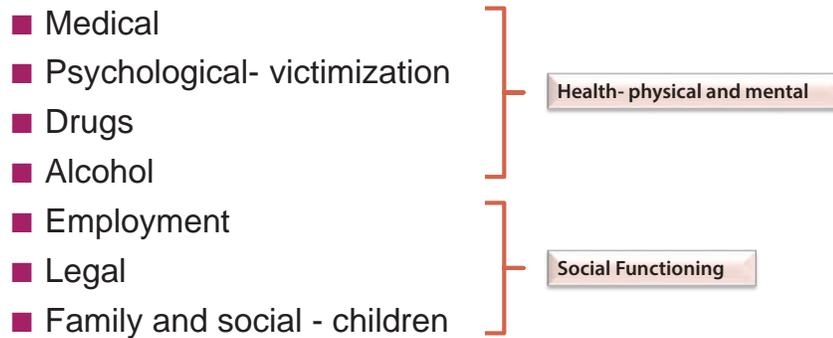 Medical
Psychological- victimization
Drugs
Alcohol
Employment
Legal
Family and social - children
Health- physical and mental
Social Functioning